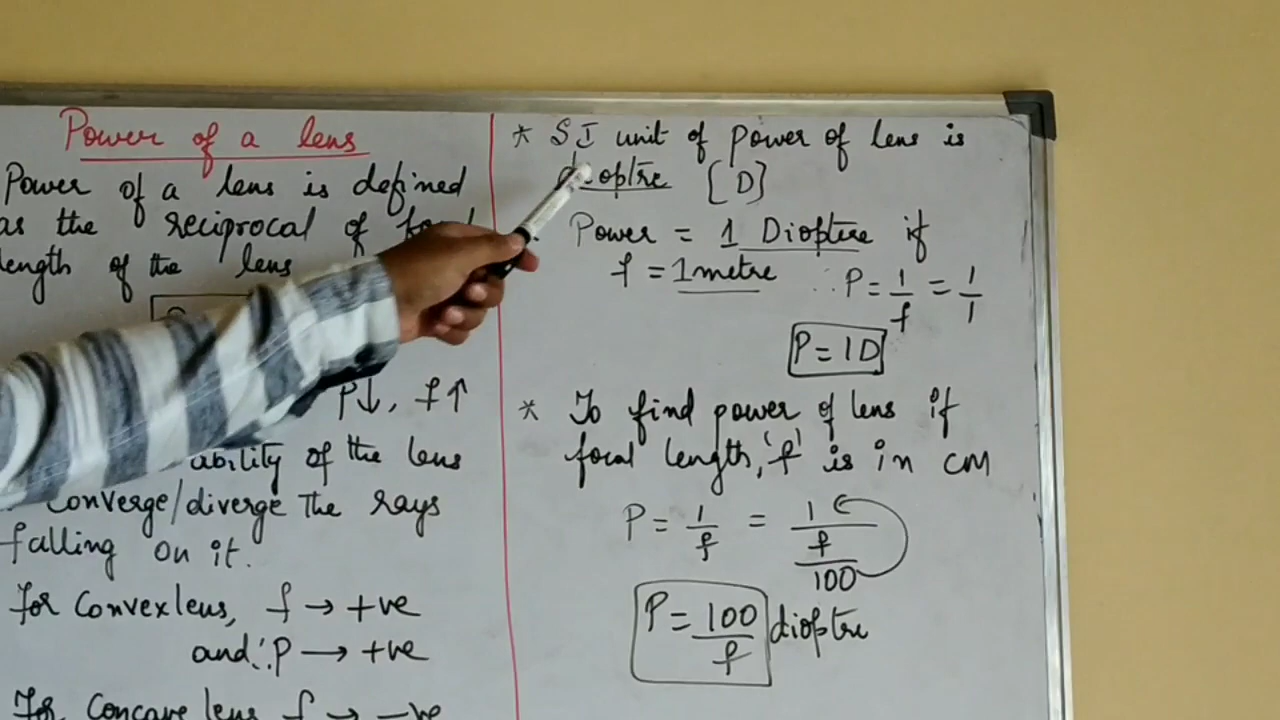 Power of a lens
Power of a lens is defined
as the reciprocal of
length of the lens
P↓, f↑
ability of the lens
converge/diverge the rays
falling on it.
For Convex lens, f → +ve
and ∴ P → +ve
For Concave lens f → -ve
* SI unit of power of lens is
dioptre [D]
Power = 1 Dioptre if
f = 1metre ∴ P = 1/f = 1/1
P = 1D
* To find power of lens if
focal length, 'f' is in cm
P = 1/f = 1/(f/100)
P = 100/f dioptre